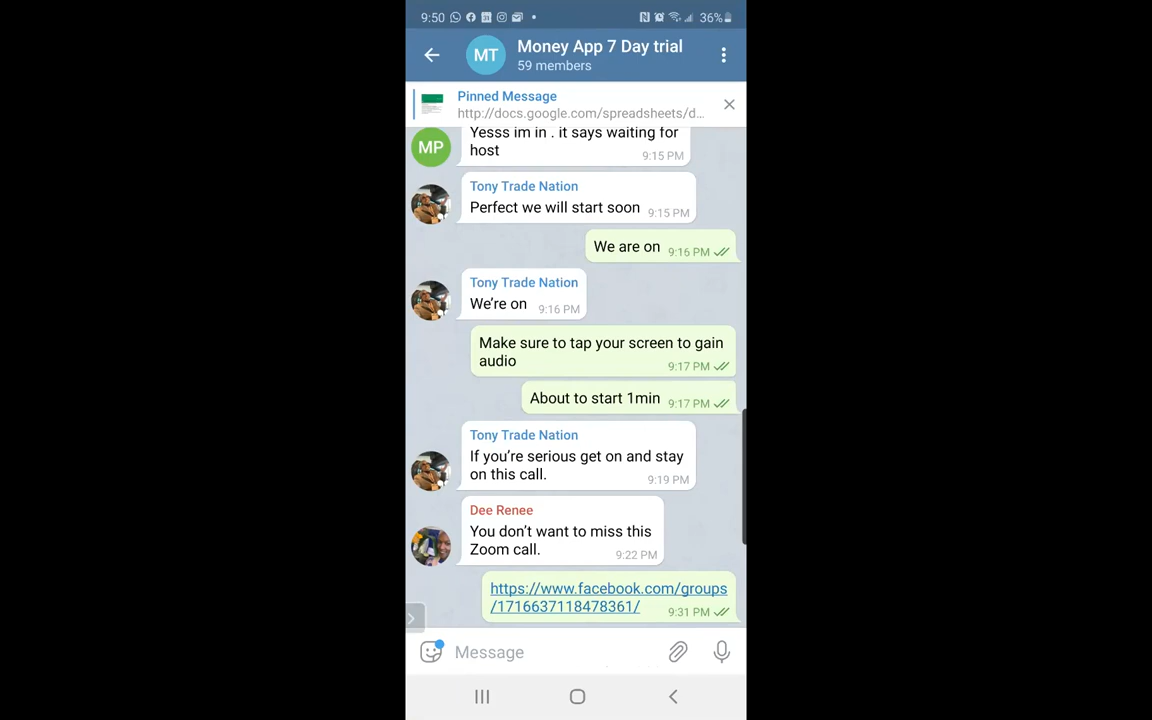 9:50 36%
MT Money App 7 Day trial
59 members
Pinned Message
http://docs.google.com/spreadsheets/d...
MP
Yesss im in . it says waiting for
host 9:15 PM
Tony Trade Nation
Perfect we will start soon 9:15 PM
We are on 9:16 PM
Tony Trade Nation
We're on 9:16 PM
Make sure to tap your screen to gain
audio 9:17 PM
About to start 1min 9:17 PM
Tony Trade Nation
If you're serious get on and stay
on this call. 9:19 PM
Dee Renee
You don't want to miss this
Zoom call. 9:22 PM
https://www.facebook.com/groups
/1716637118478361/ 9:31 PM
Message